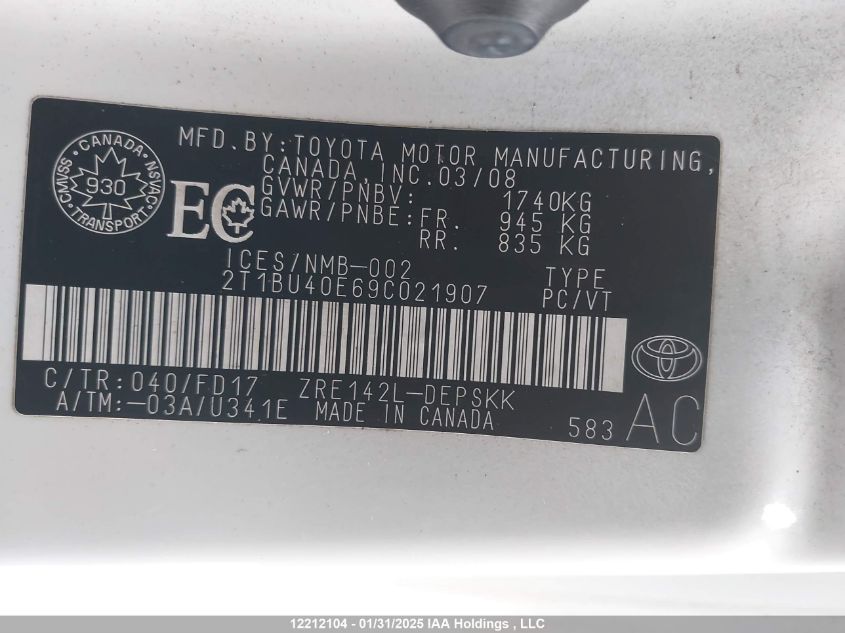 MFD. BY: TOYOTA MOTOR MANUFACTURING,
CANADA, INC. 03/08
GVWR/PNBV: 1740KG
GAWR/PNBE: FR. 945 KG
RR. 835 KG
CANADA
CMVSS 930 NSVAC
TRANSPORT
EC
ICES/NMB-002
2T1BU40E69C021907
TYPE
PC/VT
C/TR: 040/FD17 ZRE142L-DEPSKK
A/TM:-03A/U341E MADE IN CANADA
583 AC
12212104 - 01/31/2025 IAA Holdings , LLC